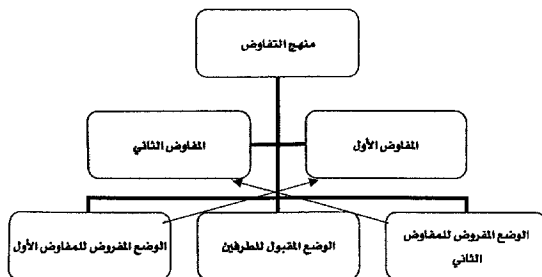 منهج التفاوض
المفاوض الأول
المفاوض الثاني
الوضع المفروض للمفاوض
الثاني
الوضع المقبول للطرفين
الوضع المفروض للمفاوض الأول